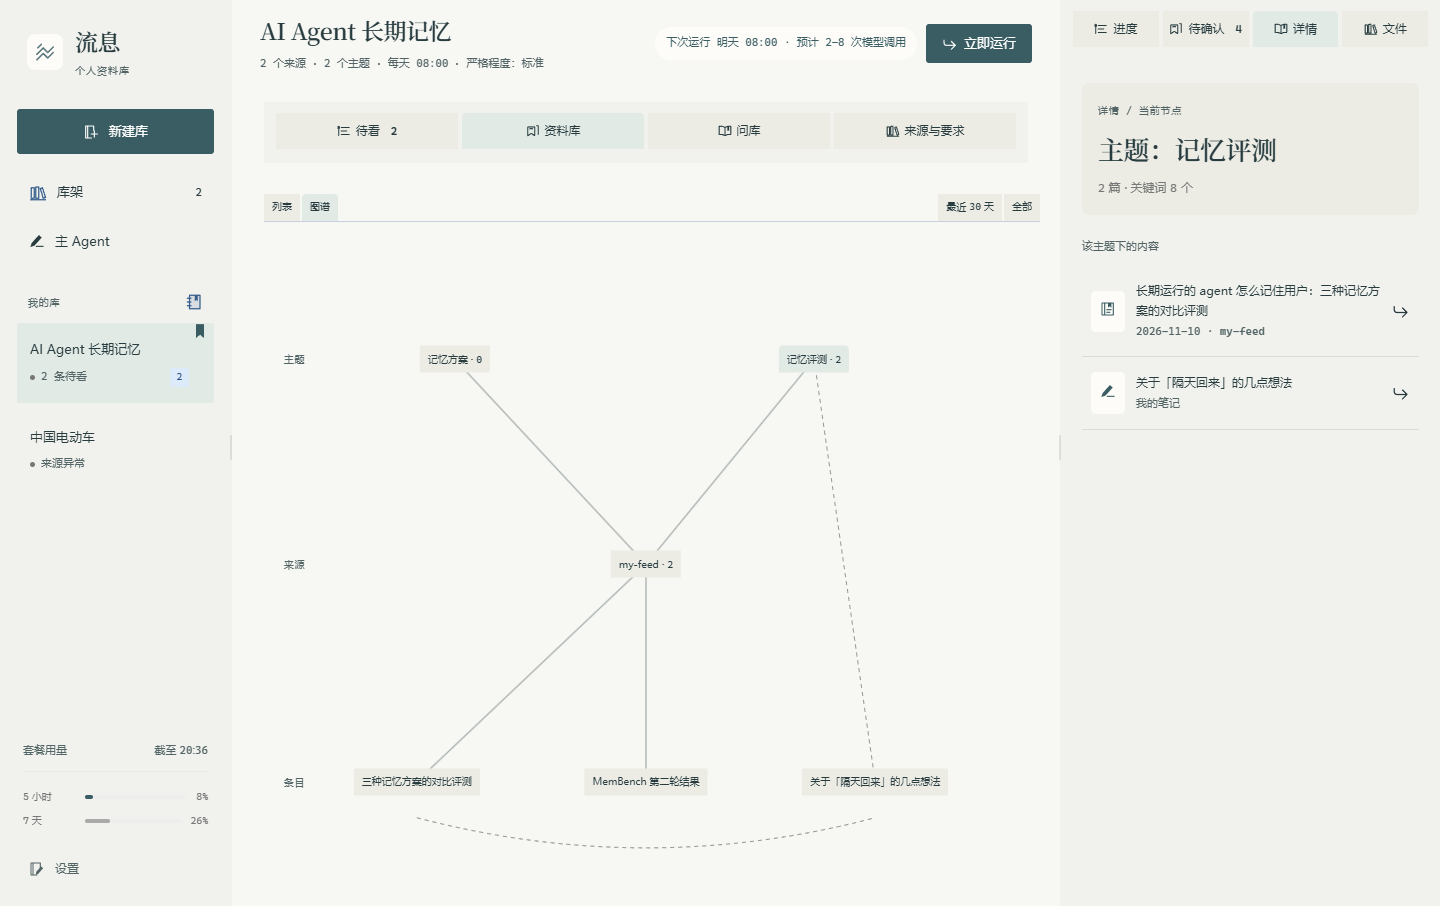 流息
个人资料库
新建库
库架 2
主 Agent
我的库
AI Agent 长期记忆
2 条待看 2
中国电动车
来源异常
套餐用量 截至 20:36
5 小时 8%
7 天 26%
设置
AI Agent 长期记忆
2 个来源 · 2 个主题 · 每天 08:00 · 严格程度: 标准
下次运行 明天 08:00 · 预计 2-8 次模型调用
立即运行
待看 2
资料库
问库
来源与要求
列表 图谱
最近 30 天 全部
主题
记忆方案 · 0
记忆评测 · 2
来源
my-feed · 2
条目
三种记忆方案的对比评测
MemBench 第二轮结果
关于「隔天回来」的几点想法
进度
待确认 4
详情
文件
详情 / 当前节点
主题：记忆评测
2 篇 · 关键词 8 个
该主题下的内容
长期运行的 agent 怎么记住用户：三种记忆方
案的对比评测
2026-11-10 · my-feed
关于「隔天回来」的几点想法
我的笔记